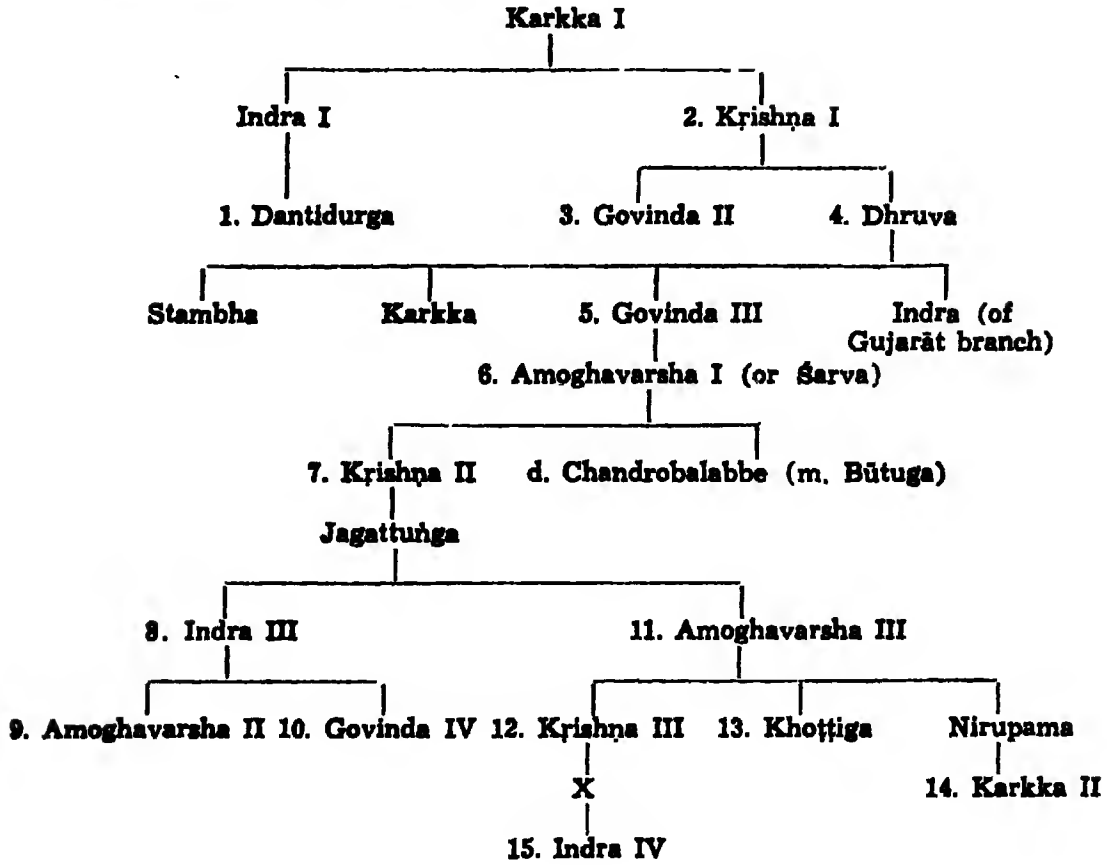 Karkka I
Indra I 2. Kṛishṇa I
1. Dantidurga 3. Govinda II 4. Dhruva
Stambha Karkka 5. Govinda III Indra (of
Gujarāt branch)
6. Amoghavarsha I (or Śarva)
7. Kṛishṇa II d. Chandrobalabbe (m. Būtuga)
Jagattuṅga
8. Indra III 11. Amoghavarsha III
9. Amoghavarsha II 10. Govinda IV 12. Kṛishṇa III 13. Khoṭṭiga Nirupama
X 14. Karkka II
15. Indra IV